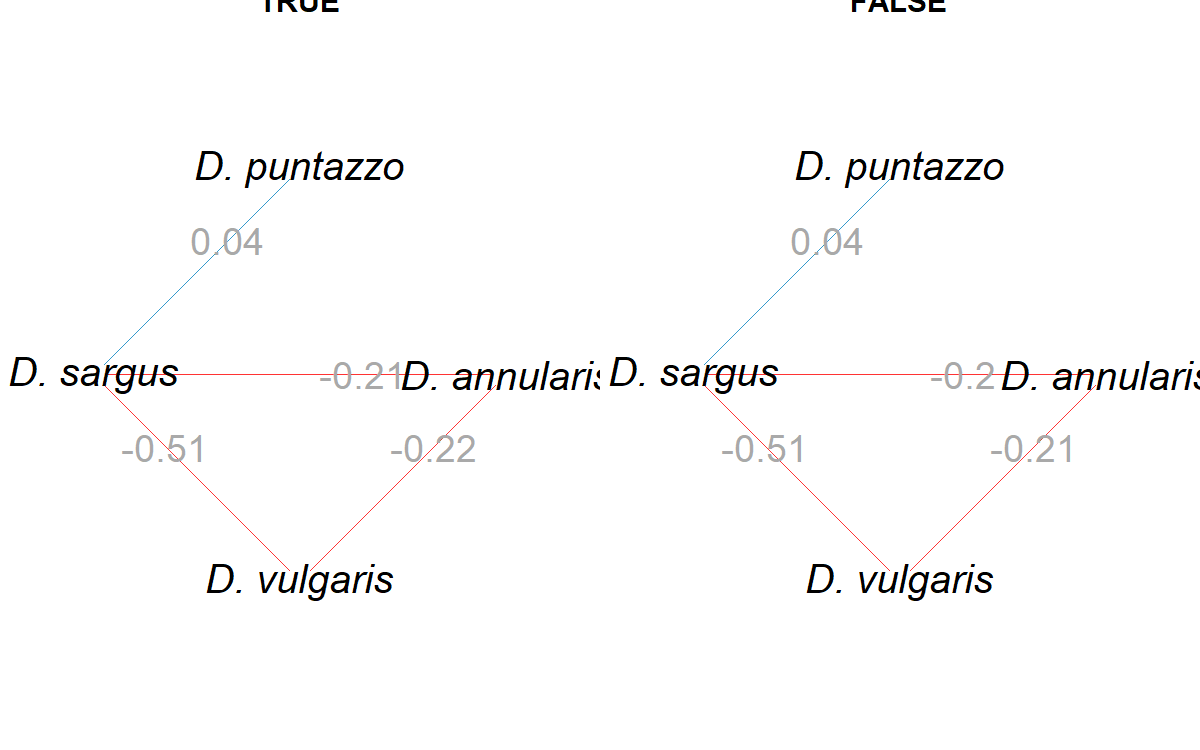 TRUE FALSE
D. puntazzo D. puntazzo
0.04 0.04
D. sargus -0.21 D. annularis D. sargus -0.2 D. annularis
-0.51 -0.22 -0.51 -0.21
D. vulgaris D. vulgaris